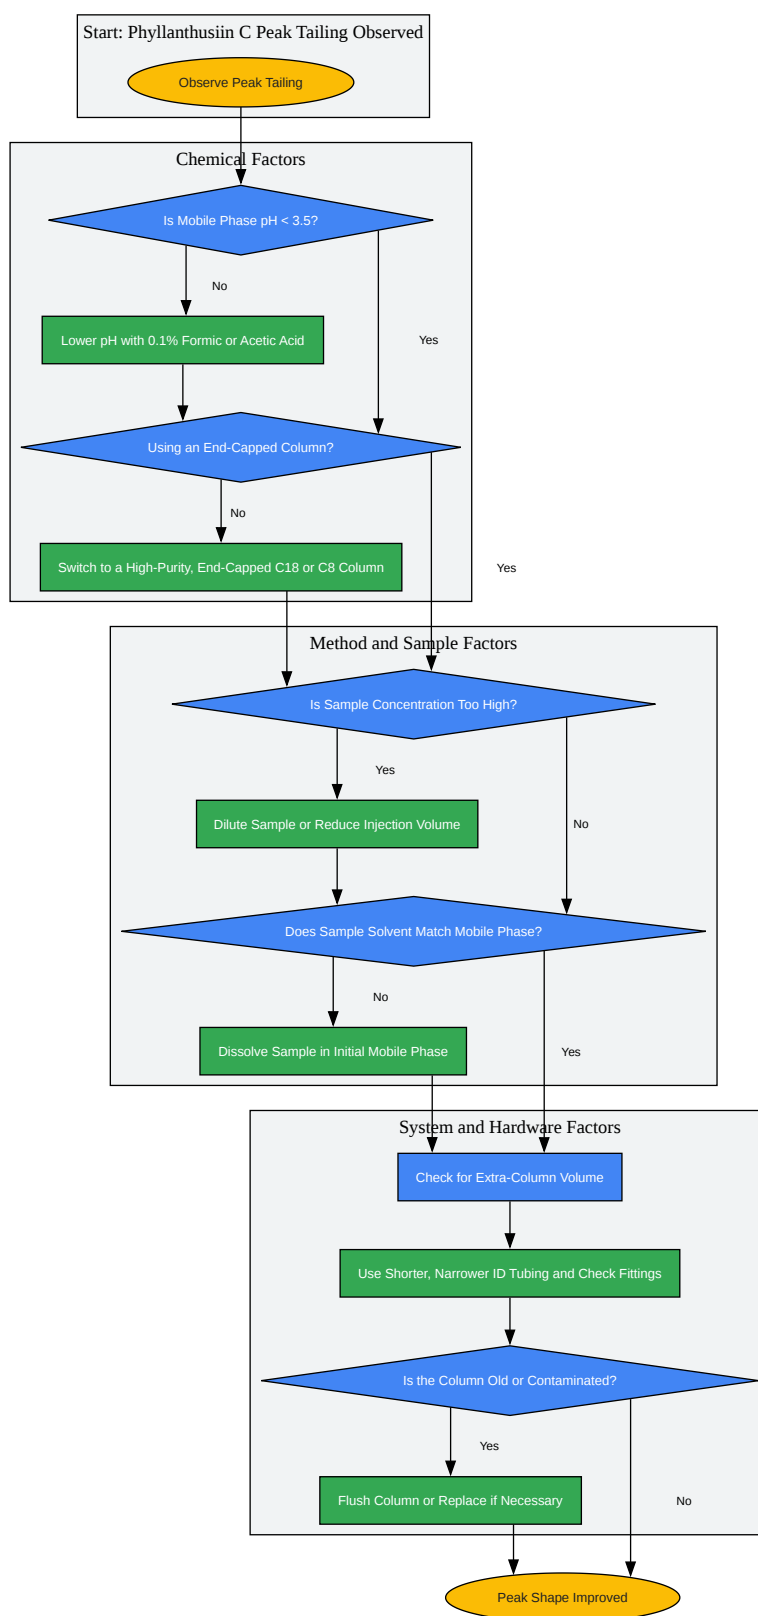 Start: Phyllanthusiin C Peak Tailing Observed
Observe Peak Tailing
Chemical Factors
Is Mobile Phase pH < 3.5?
No
Lower pH with 0.1% Formic or Acetic Acid
Yes
Using an End-Capped Column?
No
Switch to a High-Purity, End-Capped C18 or C8 Column
Yes
Method and Sample Factors
Is Sample Concentration Too High?
Yes
Dilute Sample or Reduce Injection Volume
No
Does Sample Solvent Match Mobile Phase?
No
Dissolve Sample in Initial Mobile Phase
Yes
System and Hardware Factors
Check for Extra-Column Volume
Use Shorter, Narrower ID Tubing and Check Fittings
Is the Column Old or Contaminated?
Yes
Flush Column or Replace if Necessary
No
Peak Shape Improved